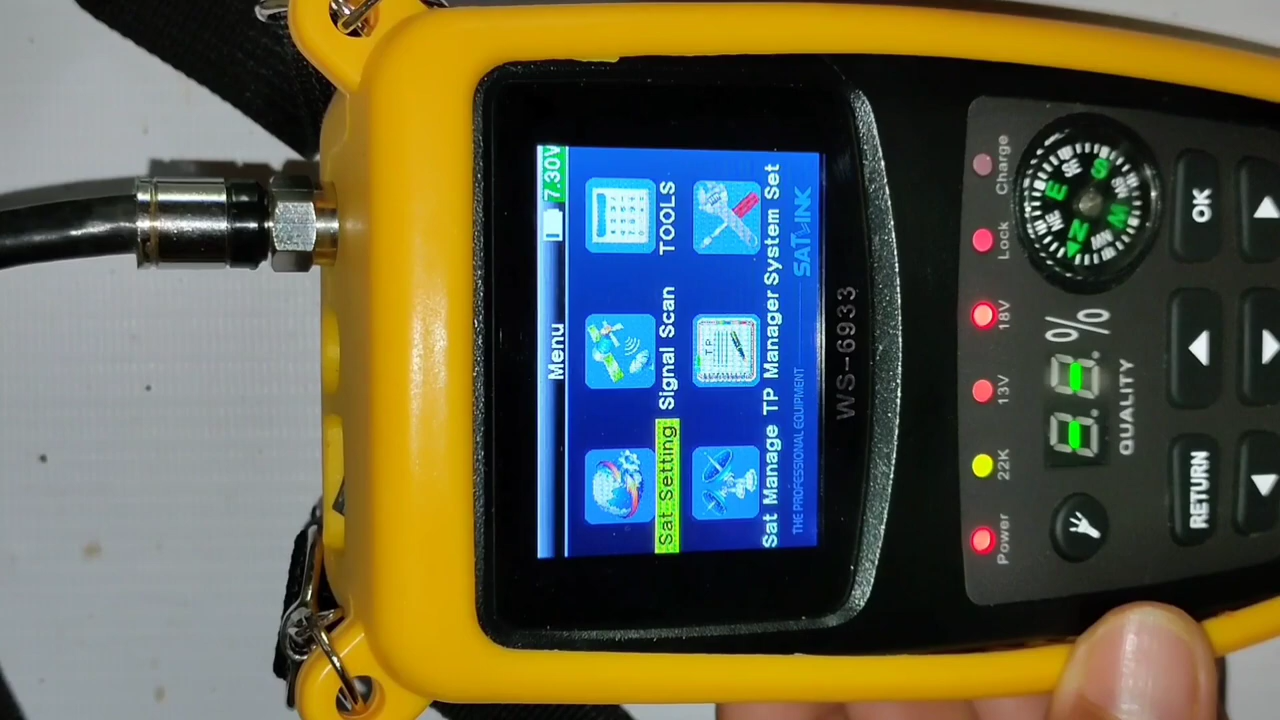 Menu
7.30V
Sat Setting
Signal Scan
TOOLS
Sat Manage
TP Manager
System Set
THE PROFESSIONAL EQUIPMENT
SATLINK
WS-6933
Power
22K
13V
18V
Lock
Charge
%
QUALITY
RETURN
OK
N
E
S
W